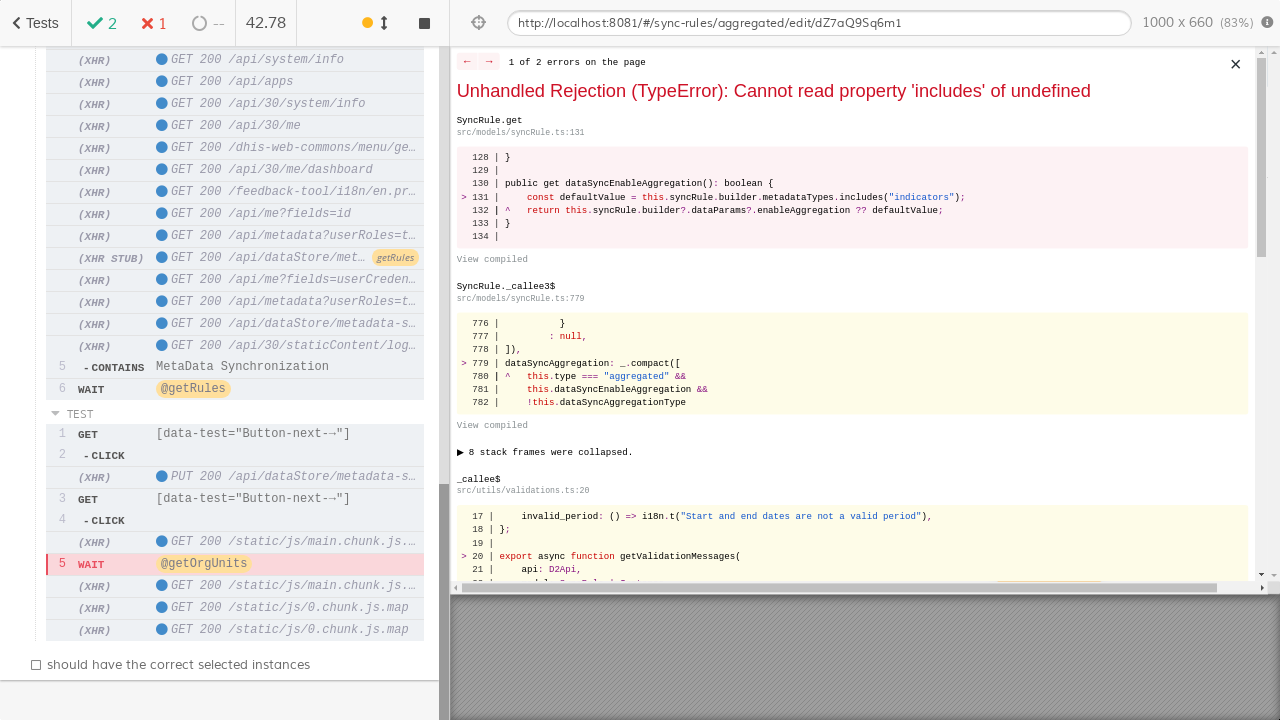 Tests
2
1
--
42.78
http://localhost:8081/#/sync-rules/aggregated/edit/dZ7aQ9Sq6m1
1000 x 660 (83%)
(XHR) GET 200 /api/system/info
(XHR) GET 200 /api/apps
(XHR) GET 200 /api/30/system/info
(XHR) GET 200 /api/30/me
(XHR) GET 200 /dhis-web-commons/menu/ge...
(XHR) GET 200 /api/30/me/dashboard
(XHR) GET 200 /feedback-tool/i18n/en.pr...
(XHR) GET 200 /api/me?fields=id
(XHR) GET 200 /api/metadata?userRoles=t...
(XHR STUB) GET 200 /api/dataStore/met... getRules
(XHR) GET 200 /api/me?fields=userCreden...
(XHR) GET 200 /api/metadata?userRoles=t...
(XHR) GET 200 /api/dataStore/metadata-s...
(XHR) GET 200 /api/30/staticContent/log...
5 -CONTAINS MetaData Synchronization
6 WAIT @getRules
TEST
1 GET [data-test="Button-next-→"]
2 -CLICK
(XHR) PUT 200 /api/dataStore/metadata-s...
3 GET [data-test="Button-next-→"]
4 -CLICK
(XHR) GET 200 /static/js/main.chunk.js....
5 WAIT @getOrgUnits
(XHR) GET 200 /static/js/main.chunk.js....
(XHR) GET 200 /static/js/0.chunk.js.map
(XHR) GET 200 /static/js/0.chunk.js.map
should have the correct selected instances
← → 1 of 2 errors on the page
Unhandled Rejection (TypeError): Cannot read property 'includes' of undefined
SyncRule.get
src/models/syncRule.ts:131
128 | }
129 |
130 | public get dataSyncEnableAggregation(): boolean {
> 131 |     const defaultValue = this.syncRule.builder.metadataTypes.includes("indicators");
132 | ^   return this.syncRule.builder?.dataParams?.enableAggregation ?? defaultValue;
133 | }
134 |
View compiled
SyncRule._callee3$
src/models/syncRule.ts:779
776 |           }
777 |         : null,
778 | ]),
> 779 | dataSyncAggregation: _.compact([
780 | ^   this.type === "aggregated" &&
781 |     this.dataSyncEnableAggregation &&
782 |     !this.dataSyncAggregationType
View compiled
▶ 8 stack frames were collapsed.
_callee$
src/utils/validations.ts:20
17 |     invalid_period: () => i18n.t("Start and end dates are not a valid period"),
18 | };
19 |
> 20 | export async function getValidationMessages(
21 |     api: D2Api,